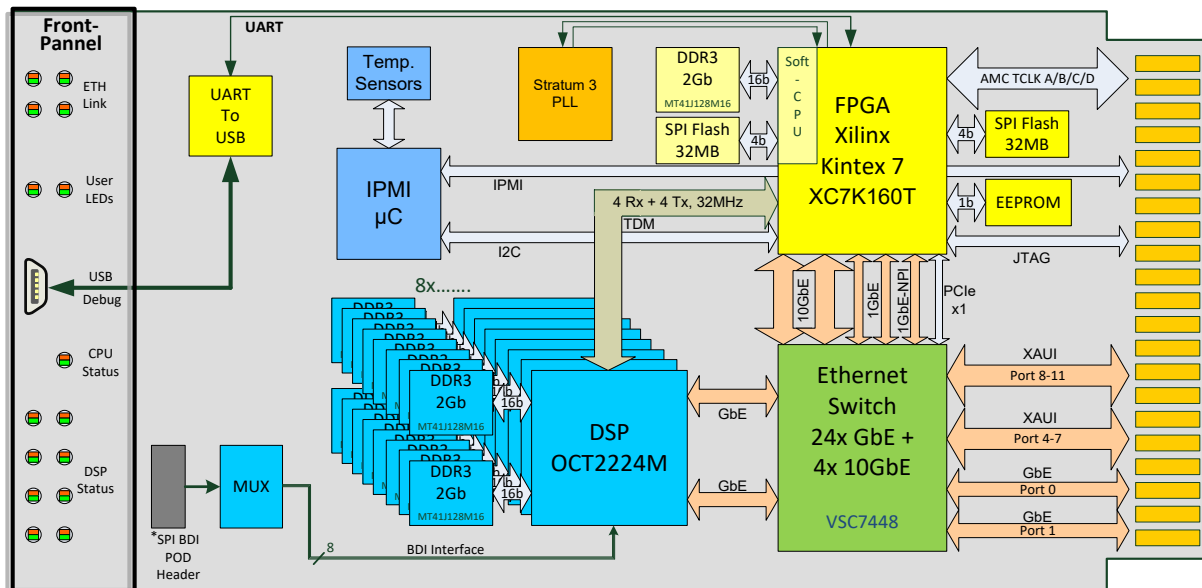 Front-
Pannel
ETH
Link
User
LEDs
USB
Debug
CPU
Status
DSP
Status
UART
UART
To
USB
Temp.
Sensors
Stratum 3
PLL
DDR3
2Gb
MT41J128M16
16b
SPI Flash
32MB
4b
Soft
-
C
P
U
FPGA
Xilinx
Kintex 7
XC7K160T
AMC TCLK A/B/C/D
4b
SPI Flash
32MB
IPMI
µC
IPMI
4 Rx + 4 Tx, 32MHz
TDM
I2C
1b
EEPROM
JTAG
10GbE
1GbE
1GbE-NPI
PCIe
x1
8x.......
DDR3
DDR3
2Gb
MT41J128M16
16b
DDR3
2Gb
MT41J128M16
16b
DSP
OCT2224M
GbE
GbE
Ethernet
Switch
24x GbE +
4x 10GbE
VSC7448
XAUI
Port 8-11
XAUI
Port 4-7
GbE
Port 0
GbE
Port 1
MUX
*SPI BDI
POD
Header
8
BDI Interface